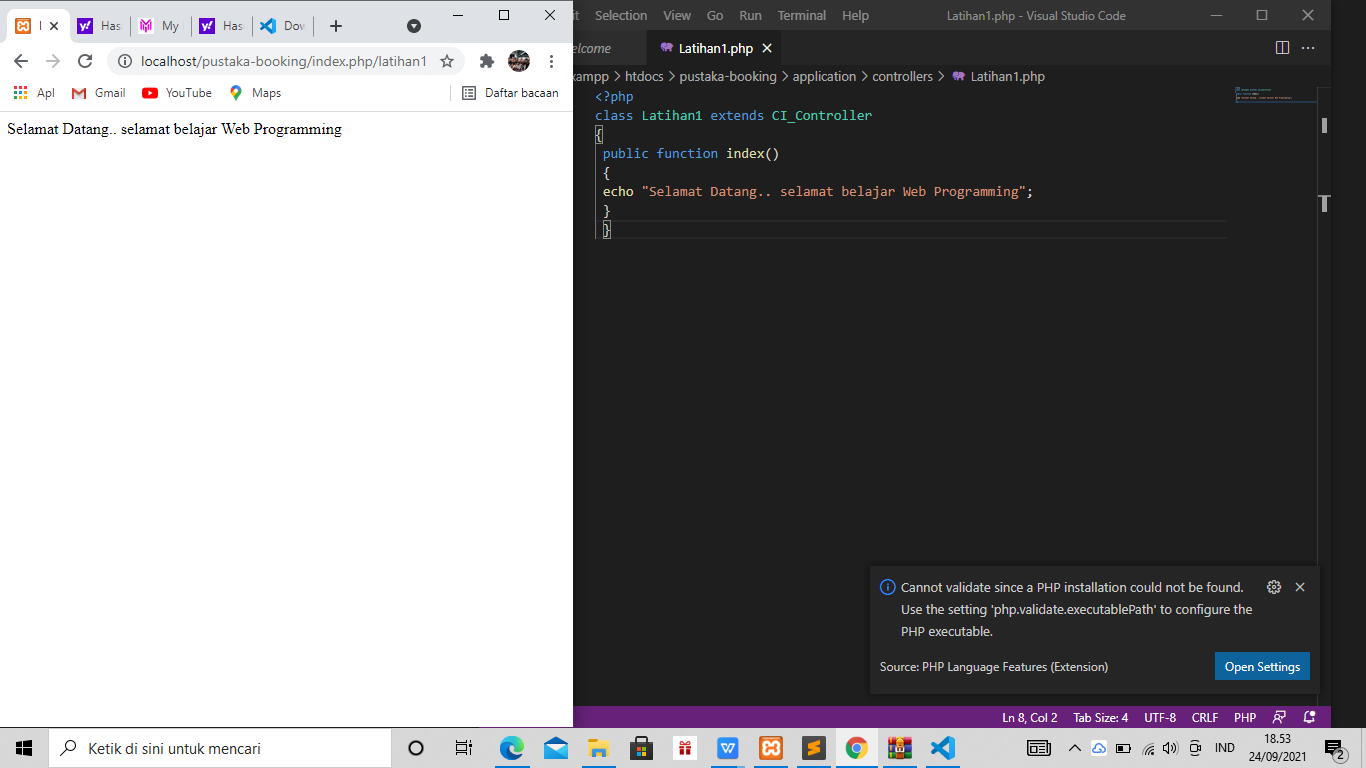 Has
My
Has
Dov
localhost/pustaka-booking/index.php/latihan1
Apl Gmail YouTube Maps Daftar bacaan
Selamat Datang.. selamat belajar Web Programming
Selection View Go Run Terminal Help Latihan1.php - Visual Studio Code
elcome Latihan1.php
xampp > htdocs > pustaka-booking > application > controllers > Latihan1.php
<?php
class Latihan1 extends CI_Controller
{
public function index()
{
echo "Selamat Datang.. selamat belajar Web Programming";
}
}
Cannot validate since a PHP installation could not be found.
Use the setting 'php.validate.executablePath' to configure the
PHP executable.
Source: PHP Language Features (Extension) Open Settings
Ln 8, Col 2 Tab Size: 4 UTF-8 CRLF PHP
Ketik di sini untuk mencari
IND
18.53
24/09/2021
2